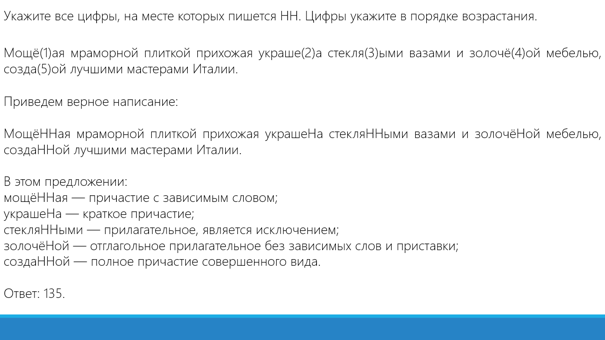 Укажите все цифры, на месте которых пишется НН. Цифры укажите в порядке возрастания.
Мощё(1)ая мраморной плиткой прихожая украше(2)а стекля(3)ыми вазами и золочё(4)ой мебелью,
созда(5)ой лучшими мастерами Италии.
Приведем верное написание:
МощёННая мраморной плиткой прихожая украшеНа стекляННыми вазами и золочёНой мебелью,
создаННой лучшими мастерами Италии.
В этом предложении:
мощёННая — причастие с зависимым словом;
украшеНа — краткое причастие;
стекляННыми — прилагательное, является исключением;
золочёНой — отглагольное прилагательное без зависимых слов и приставки;
создаННой — полное причастие совершенного вида.
Ответ: 135.